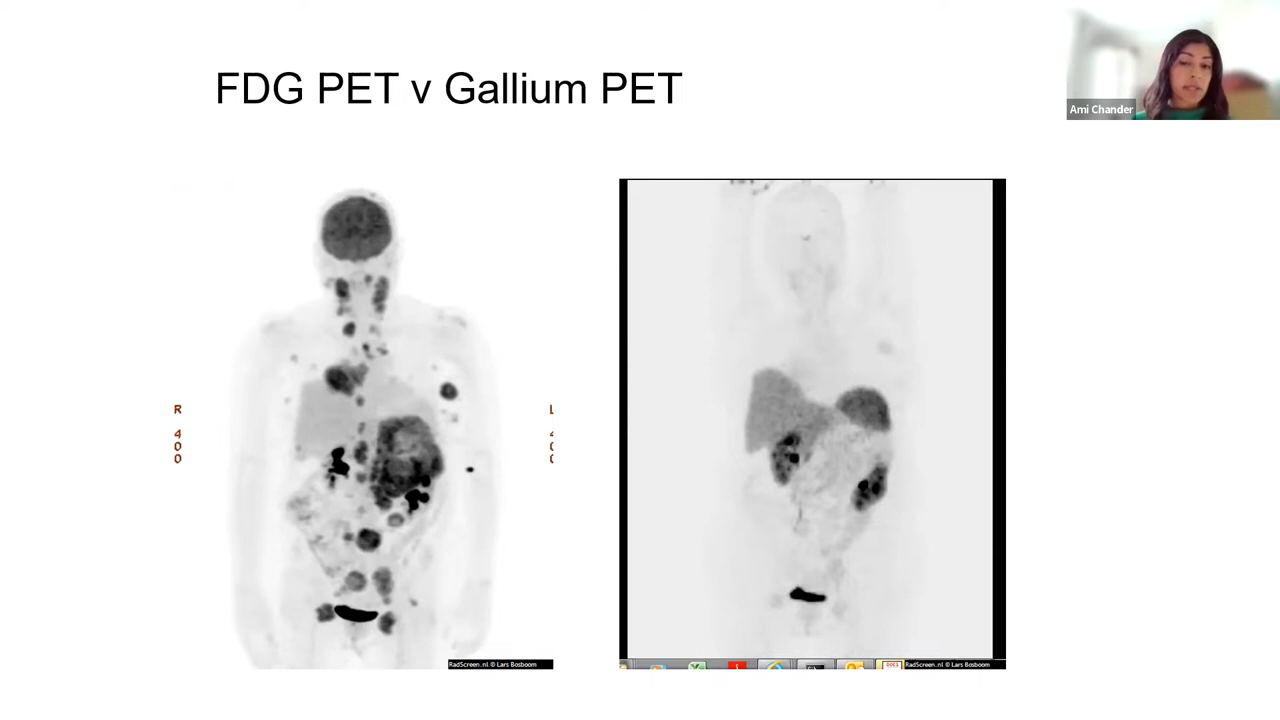 FDG PET v Gallium PET
Ami Chander
R
4
0
0
L
RadScreen.nl © Lars Bosboom
RadScreen.nl © Lars Bosboom